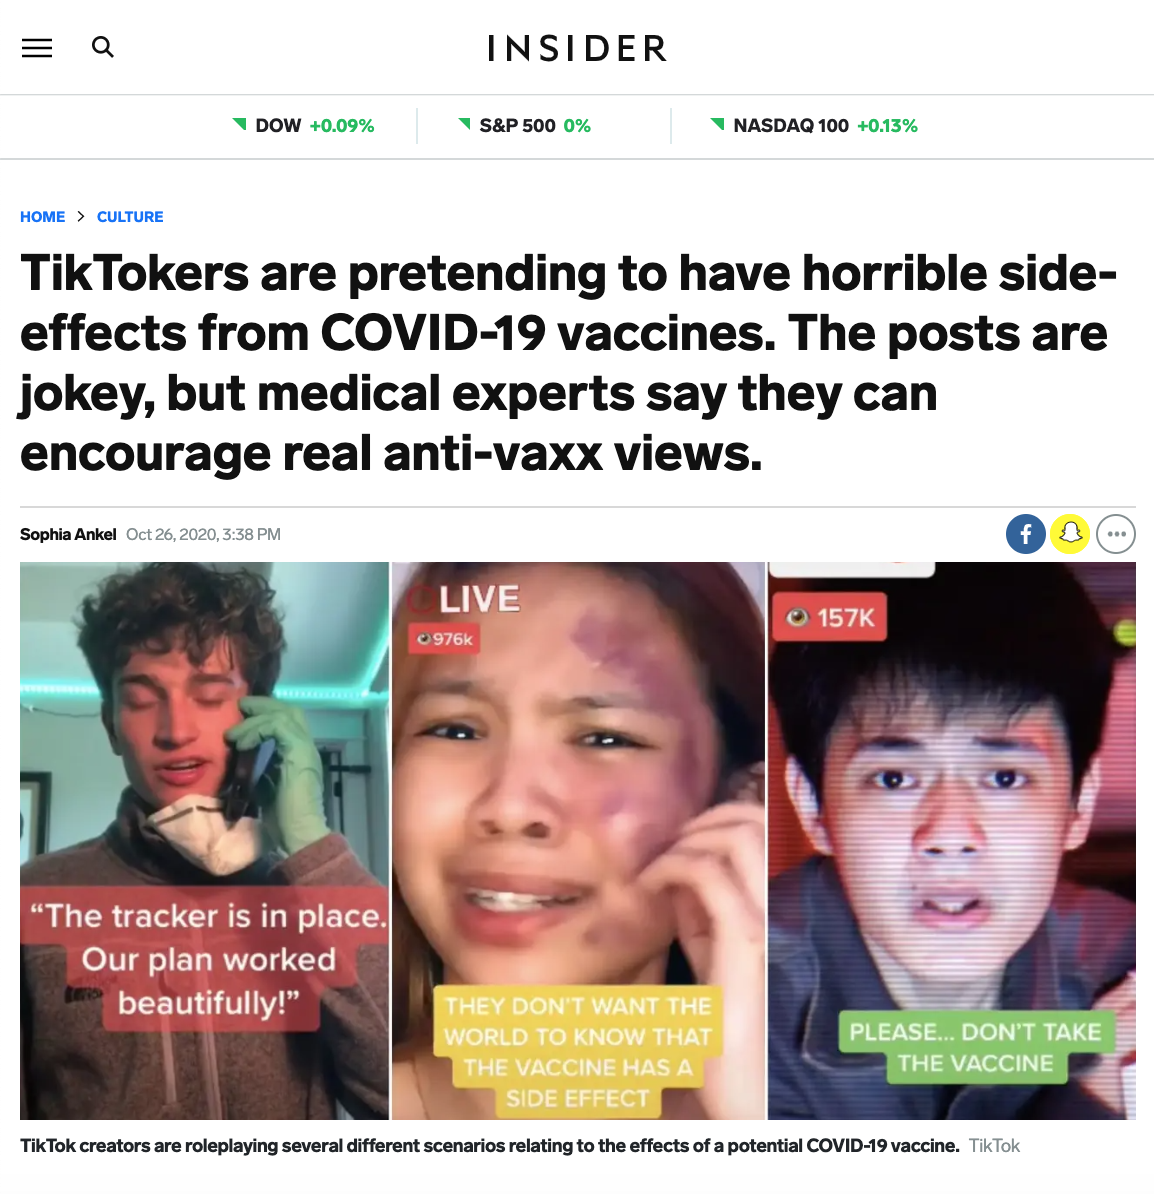 INSIDER
DOW +0.09%
S&P 500 0%
NASDAQ 100 +0.13%
HOME > CULTURE
TikTokers are pretending to have horrible side-
effects from COVID-19 vaccines. The posts are
jokey, but medical experts say they can
encourage real anti-vaxx views.
Sophia Ankel Oct 26, 2020, 3:38 PM
“The tracker is in place.
Our plan worked
beautifully!”
LIVE
976k
THEY DON'T WANT THE
WORLD TO KNOW THAT
THE VACCINE HAS A
SIDE EFFECT
157K
PLEASE... DON'T TAKE
THE VACCINE
TikTok creators are roleplaying several different scenarios relating to the effects of a potential COVID-19 vaccine. TikTok